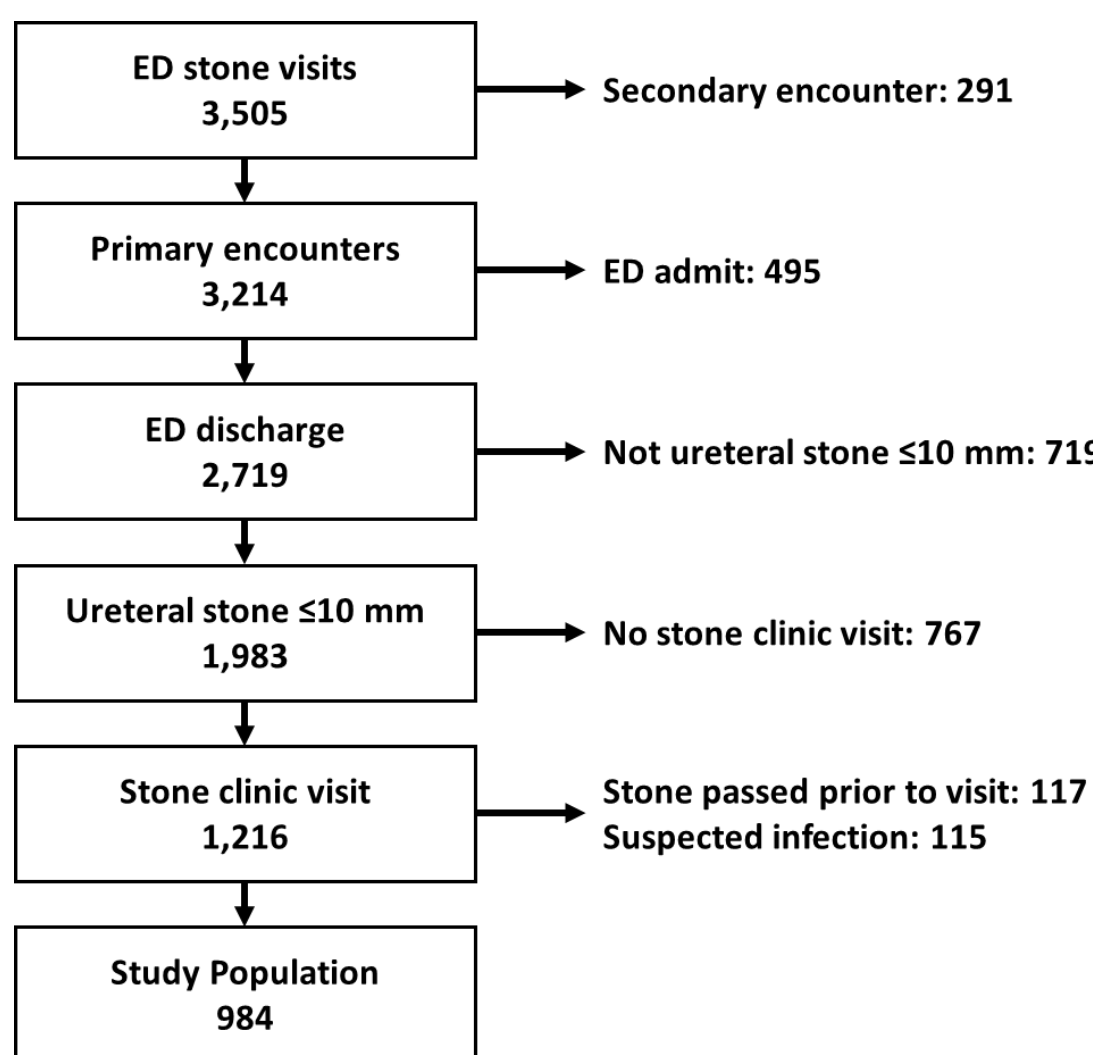 ED stone visits
3,505
Secondary encounter: 291
Primary encounters
3,214
ED admit: 495
ED discharge
2,719
Not ureteral stone ≤10 mm: 719
Ureteral stone ≤10 mm
1,983
No stone clinic visit: 767
Stone clinic visit
1,216
Stone passed prior to visit: 117
Suspected infection: 115
Study Population
984